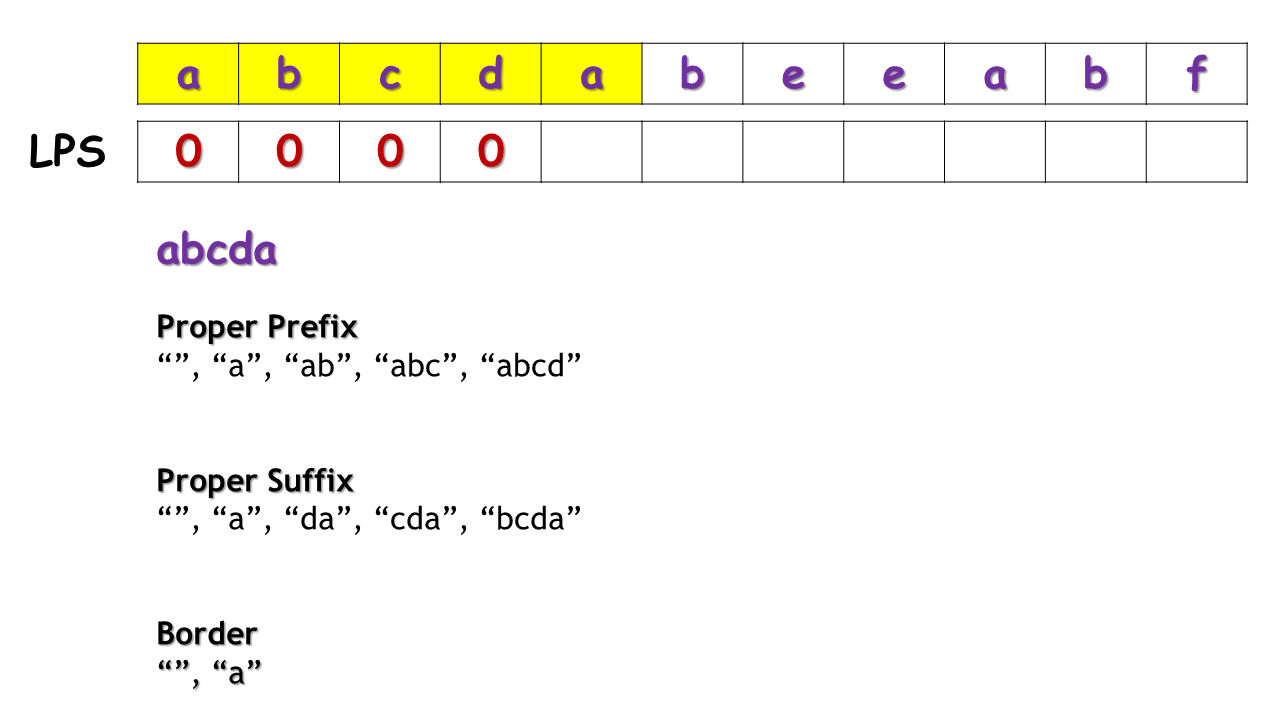 a b c d a b e e a b f
LPS 0 0 0 0
abcda
Proper Prefix
“”, “a”, “ab”, “abc”, “abcd”
Proper Suffix
“”, “a”, “da”, “cda”, “bcda”
Border
“”, “a”